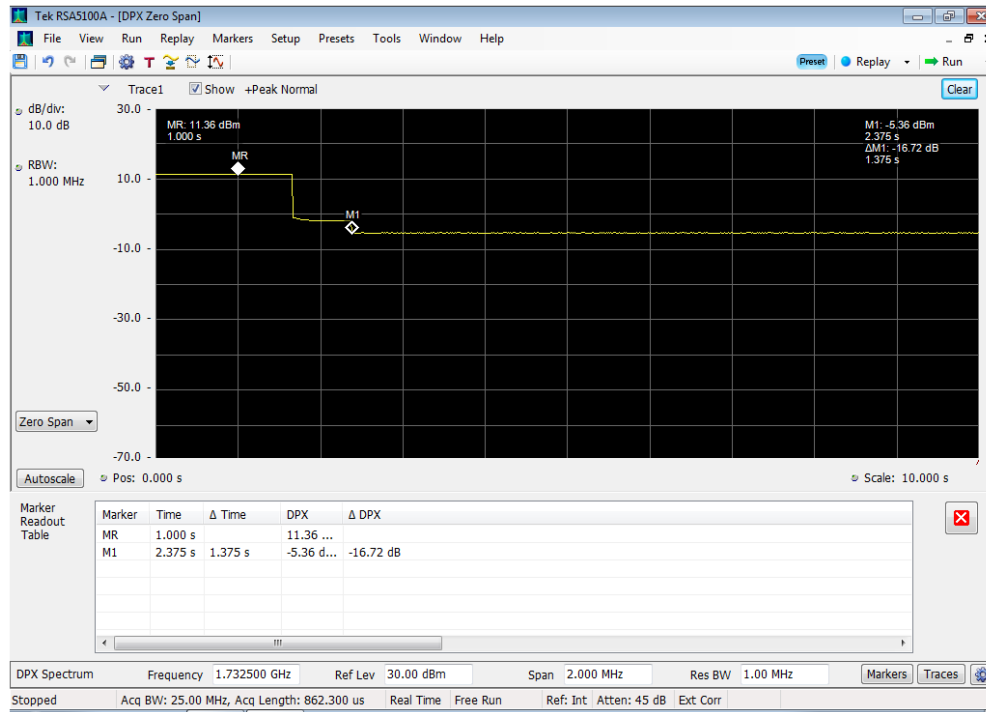 Tek RSA5100A - [DPX Zero Span]
File View Run Replay Markers Setup Presets Tools Window Help
T Preset Replay Run
Trace1 Show +Peak Normal Clear
dB/div:
10.0 dB
RBW:
1.000 MHz
30.0 -
10.0 -
-10.0 -
-30.0 -
-50.0 -
-70.0 -
MR: 11.36 dBm
1.000 s
MR
M1
M1: -5.36 dBm
2.375 s
ΔM1: -16.72 dB
1.375 s
Zero Span
Autoscale Pos: 0.000 s Scale: 10.000 s
Marker
Readout
Table
Marker Time Δ Time DPX Δ DPX
MR 1.000 s 11.36 ...
M1 2.375 s 1.375 s -5.36 d... -16.72 dB
DPX Spectrum Frequency 1.732500 GHz Ref Lev 30.00 dBm Span 2.000 MHz Res BW 1.00 MHz Markers Traces
Stopped Acq BW: 25.00 MHz, Acq Length: 862.300 us Real Time Free Run Ref: Int Atten: 45 dB Ext Corr